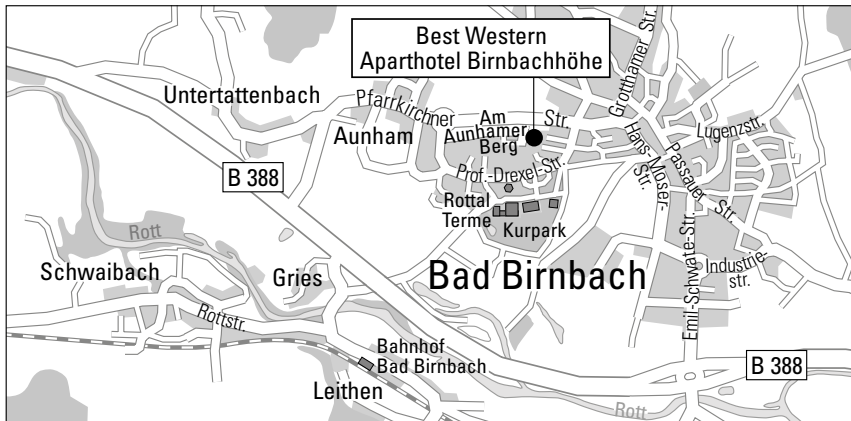 Best Western
Aparthotel Birnbachhöhe
Grotthamer Str.
Untertattenbach
Pfarrkirchner
Str.
Am
Aunhamer
Berg
Aunham
Lugenzstr.
Hans-Moser-
Str.
Passauer Str.
Prof.-Drexel-Str.
B 388
Rottal
Terme
Kurpark
Rott
Schwaibach
Gries
Bad Birnbach
Emil-Schwate-Str.
Industrie-
str.
Rottstr.
Bahnhof
Bad Birnbach
B 388
Leithen
Rott